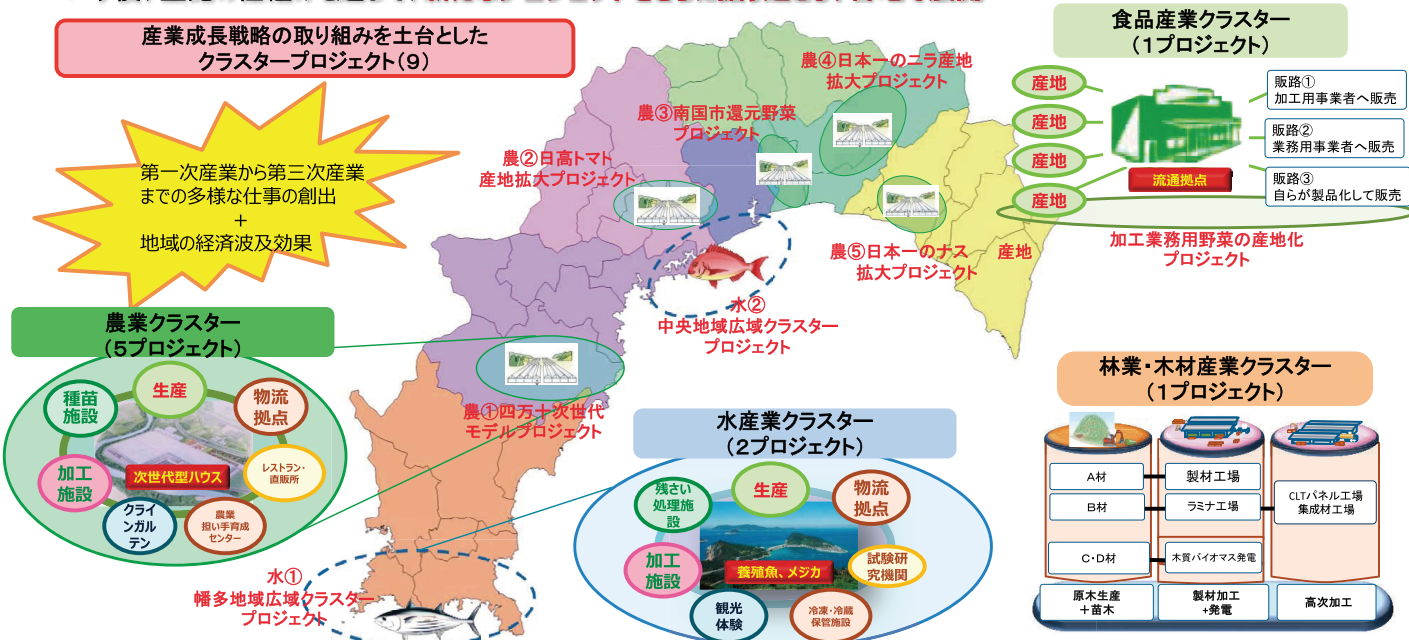 産業成長戦略の取り組みを土台とした
クラスタープロジェクト(9)
第一次産業から第三次産業
までの多様な仕事の創出
+
地域の経済波及効果
農④日本一のニラ産地
拡大プロジェクト
農③南国市還元野菜
プロジェクト
農②日高トマト
産地拡大プロジェクト
農⑤日本一のナス 産地
拡大プロジェクト
水②
中央地域広域クラスター
プロジェクト
農①四万十次世代
モデルプロジェクト
水①
幡多地域広域クラスター
プロジェクト
食品産業クラスター
(1プロジェクト)
産地
産地
産地
産地
流通拠点
販路①
加工用事業者へ販売
販路②
業務用事業者へ販売
販路③
自らが製品化して販売
加工業務用野菜の産地化
プロジェクト
農業クラスター
(5プロジェクト)
生産
種苗
施設
物流
拠点
加工
施設
次世代型ハウス
レストラン・
直販所
クライ
ンガル
テン
農業
担い手育成
センター
水産業クラスター
(2プロジェクト)
生産
残さい
処理施
設
物流
拠点
加工
施設
養殖魚、メジカ
試験研
究機関
観光
体験
冷凍・冷蔵
保管施設
林業・木材産業クラスター
(1プロジェクト)
A材
製材工場
B材
ラミナ工場
CLTパネル工場
集成材工場
C・D材
木質バイオマス発電
原木生産
+苗木
製材加工
+発電
高次加工